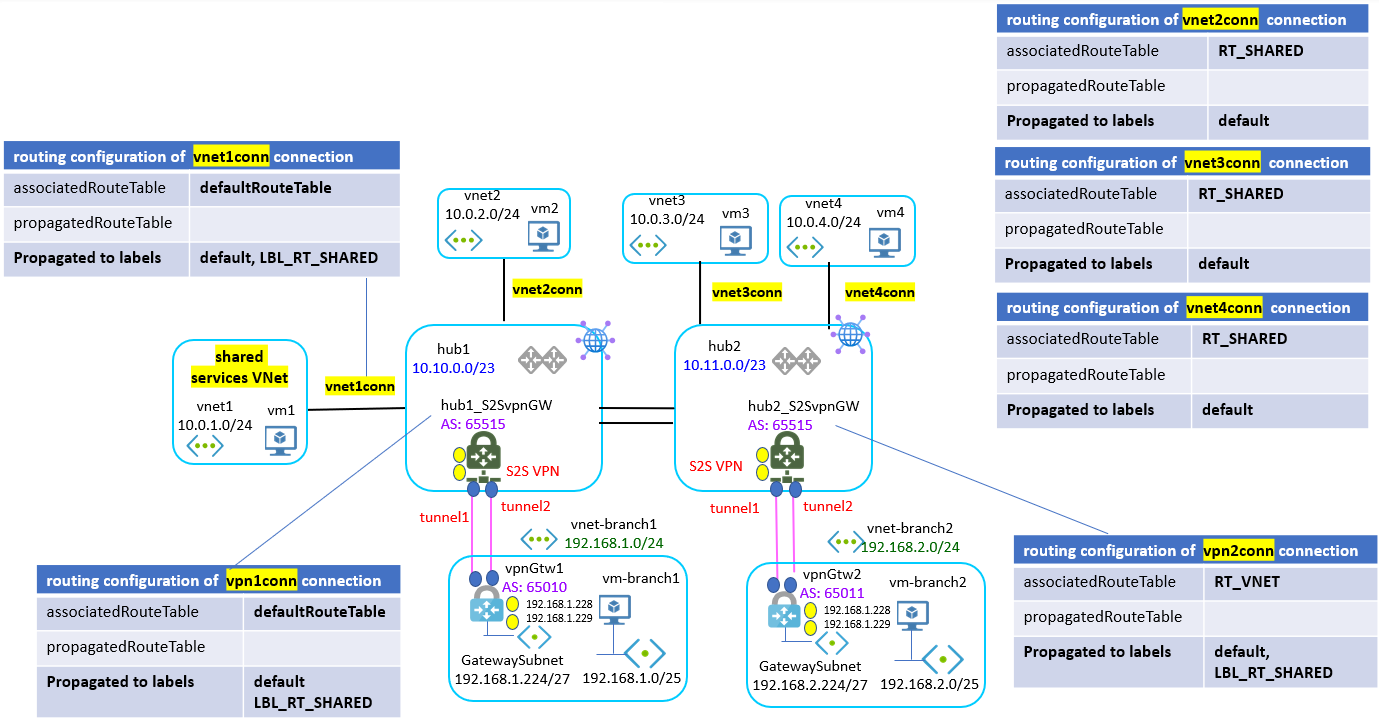 routing configuration of vnet2conn connection
associatedRouteTable RT_SHARED
propagatedRouteTable
Propagated to labels default
routing configuration of vnet1conn connection
associatedRouteTable defaultRouteTable
propagatedRouteTable
Propagated to labels default, LBL_RT_SHARED
routing configuration of vnet3conn connection
associatedRouteTable RT_SHARED
propagatedRouteTable
Propagated to labels default
routing configuration of vnet4conn connection
associatedRouteTable RT_SHARED
propagatedRouteTable
Propagated to labels default
vnet2
10.0.2.0/24
vm2
vnet3
10.0.3.0/24
vm3
vnet4
10.0.4.0/24
vm4
vnet2conn
vnet3conn
vnet4conn
shared
services VNet
vnet1
10.0.1.0/24
vm1
vnet1conn
hub1
10.10.0.0/23
hub1_S2SvpnGW
AS: 65515
S2S VPN
hub2
10.11.0.0/23
hub2_S2SvpnGW
AS: 65515
S2S VPN
tunnel1
tunnel2
tunnel1
tunnel2
vnet-branch1
192.168.1.0/24
vpnGtw1
AS: 65010
192.168.1.228
192.168.1.229
vm-branch1
GatewaySubnet
192.168.1.224/27
192.168.1.0/25
vnet-branch2
192.168.2.0/24
vpnGtw2
AS: 65011
192.168.1.228
192.168.1.229
vm-branch2
GatewaySubnet
192.168.2.224/27
192.168.2.0/25
routing configuration of vpn1conn connection
associatedRouteTable defaultRouteTable
propagatedRouteTable
Propagated to labels default
LBL_RT_SHARED
routing configuration of vpn2conn connection
associatedRouteTable RT_VNET
propagatedRouteTable
Propagated to labels default,
LBL_RT_SHARED